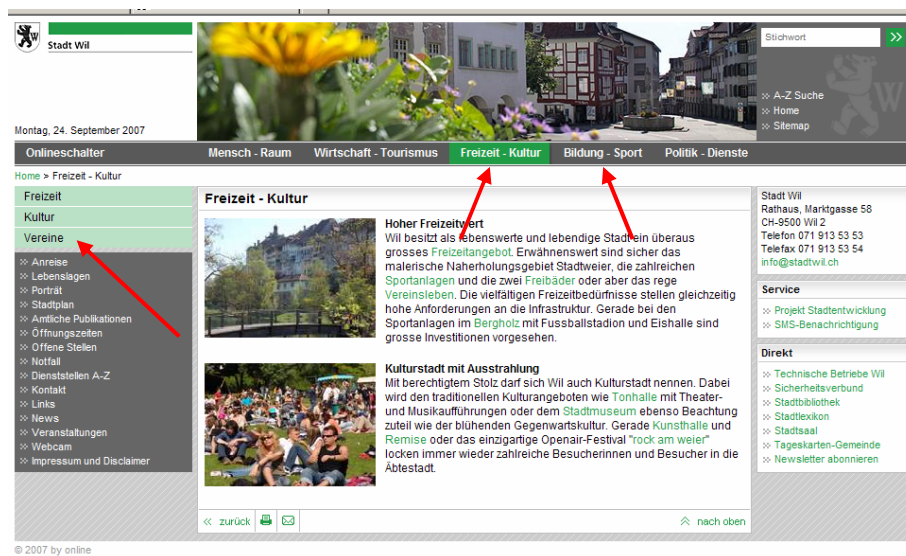 Stadt Wil
Montag, 24. September 2007
Stichwort
>>
>> A-Z Suche
>> Home
>> Sitemap
Onlineschalter
Mensch - Raum
Wirtschaft - Tourismus
Freizeit - Kultur
Bildung - Sport
Politik - Dienste
Home > Freizeit - Kultur
Freizeit
Kultur
Vereine
>> Anreise
>> Lebenslagen
>> Porträt
>> Stadtplan
>> Amtliche Publikationen
>> Öffnungszeiten
>> Offene Stellen
>> Notfall
>> Dienststellen A-Z
>> Kontakt
>> Links
>> News
>> Veranstaltungen
>> Webcam
>> Impressum und Disclaimer
Freizeit - Kultur
Hoher Freizeitwert
Wil besitzt als lebenswerte und lebendige Stadt ein überaus
grosses Freizeitangebot. Erwähnenswert sind sicher das
malerische Naherholungsgebiet Stadtweier, die zahlreichen
Sportanlagen und die zwei Freibäder oder aber das rege
Vereinsleben. Die vielfältigen Freizeitbedürfnisse stellen gleichzeitig
hohe Anforderungen an die Infrastruktur. Gerade bei den
Sportanlagen im Bergholz mit Fussballstadion und Eishalle sind
grosse Investitionen vorgesehen.
Kulturstadt mit Ausstrahlung
Mit berechtigtem Stolz darf sich Wil auch Kulturstadt nennen. Dabei
wird den traditionellen Kulturangeboten wie Tonhalle mit Theater-
und Musikaufführungen oder dem Stadtmuseum ebenso Beachtung
zuteil wie der blühenden Gegenwartskultur. Gerade Kunsthalle und
Remise oder das einzigartige Openair-Festival "rock am weier"
locken immer wieder zahlreiche Besucherinnen und Besucher in die
Äbtestadt.
<< zurück
nach oben
Stadt Wil
Rathaus, Marktgasse 58
CH-9500 Wil 2
Telefon 071 913 53 53
Telefax 071 913 53 54
info@stadtwil.ch
Service
>> Projekt Stadtentwicklung
>> SMS-Benachrichtigung
Direkt
>> Technische Betriebe Wil
>> Sicherheitsverbund
>> Stadtbibliothek
>> Stadtlexikon
>> Stadtsaal
>> Tageskarten-Gemeinde
>> Newsletter abonnieren
© 2007 by online